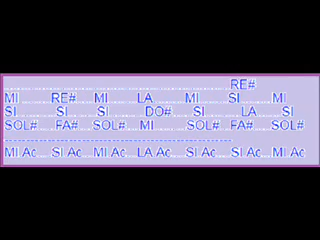 RE#
MI RE# MI LA MI SI MI
SI SI SI DO# SI LA SI
SOL# FA# SOL# MI SOL# FA# SOL#
MI Ac SI Ac MI Ac LA Ac SI Ac SI Ac MI Ac